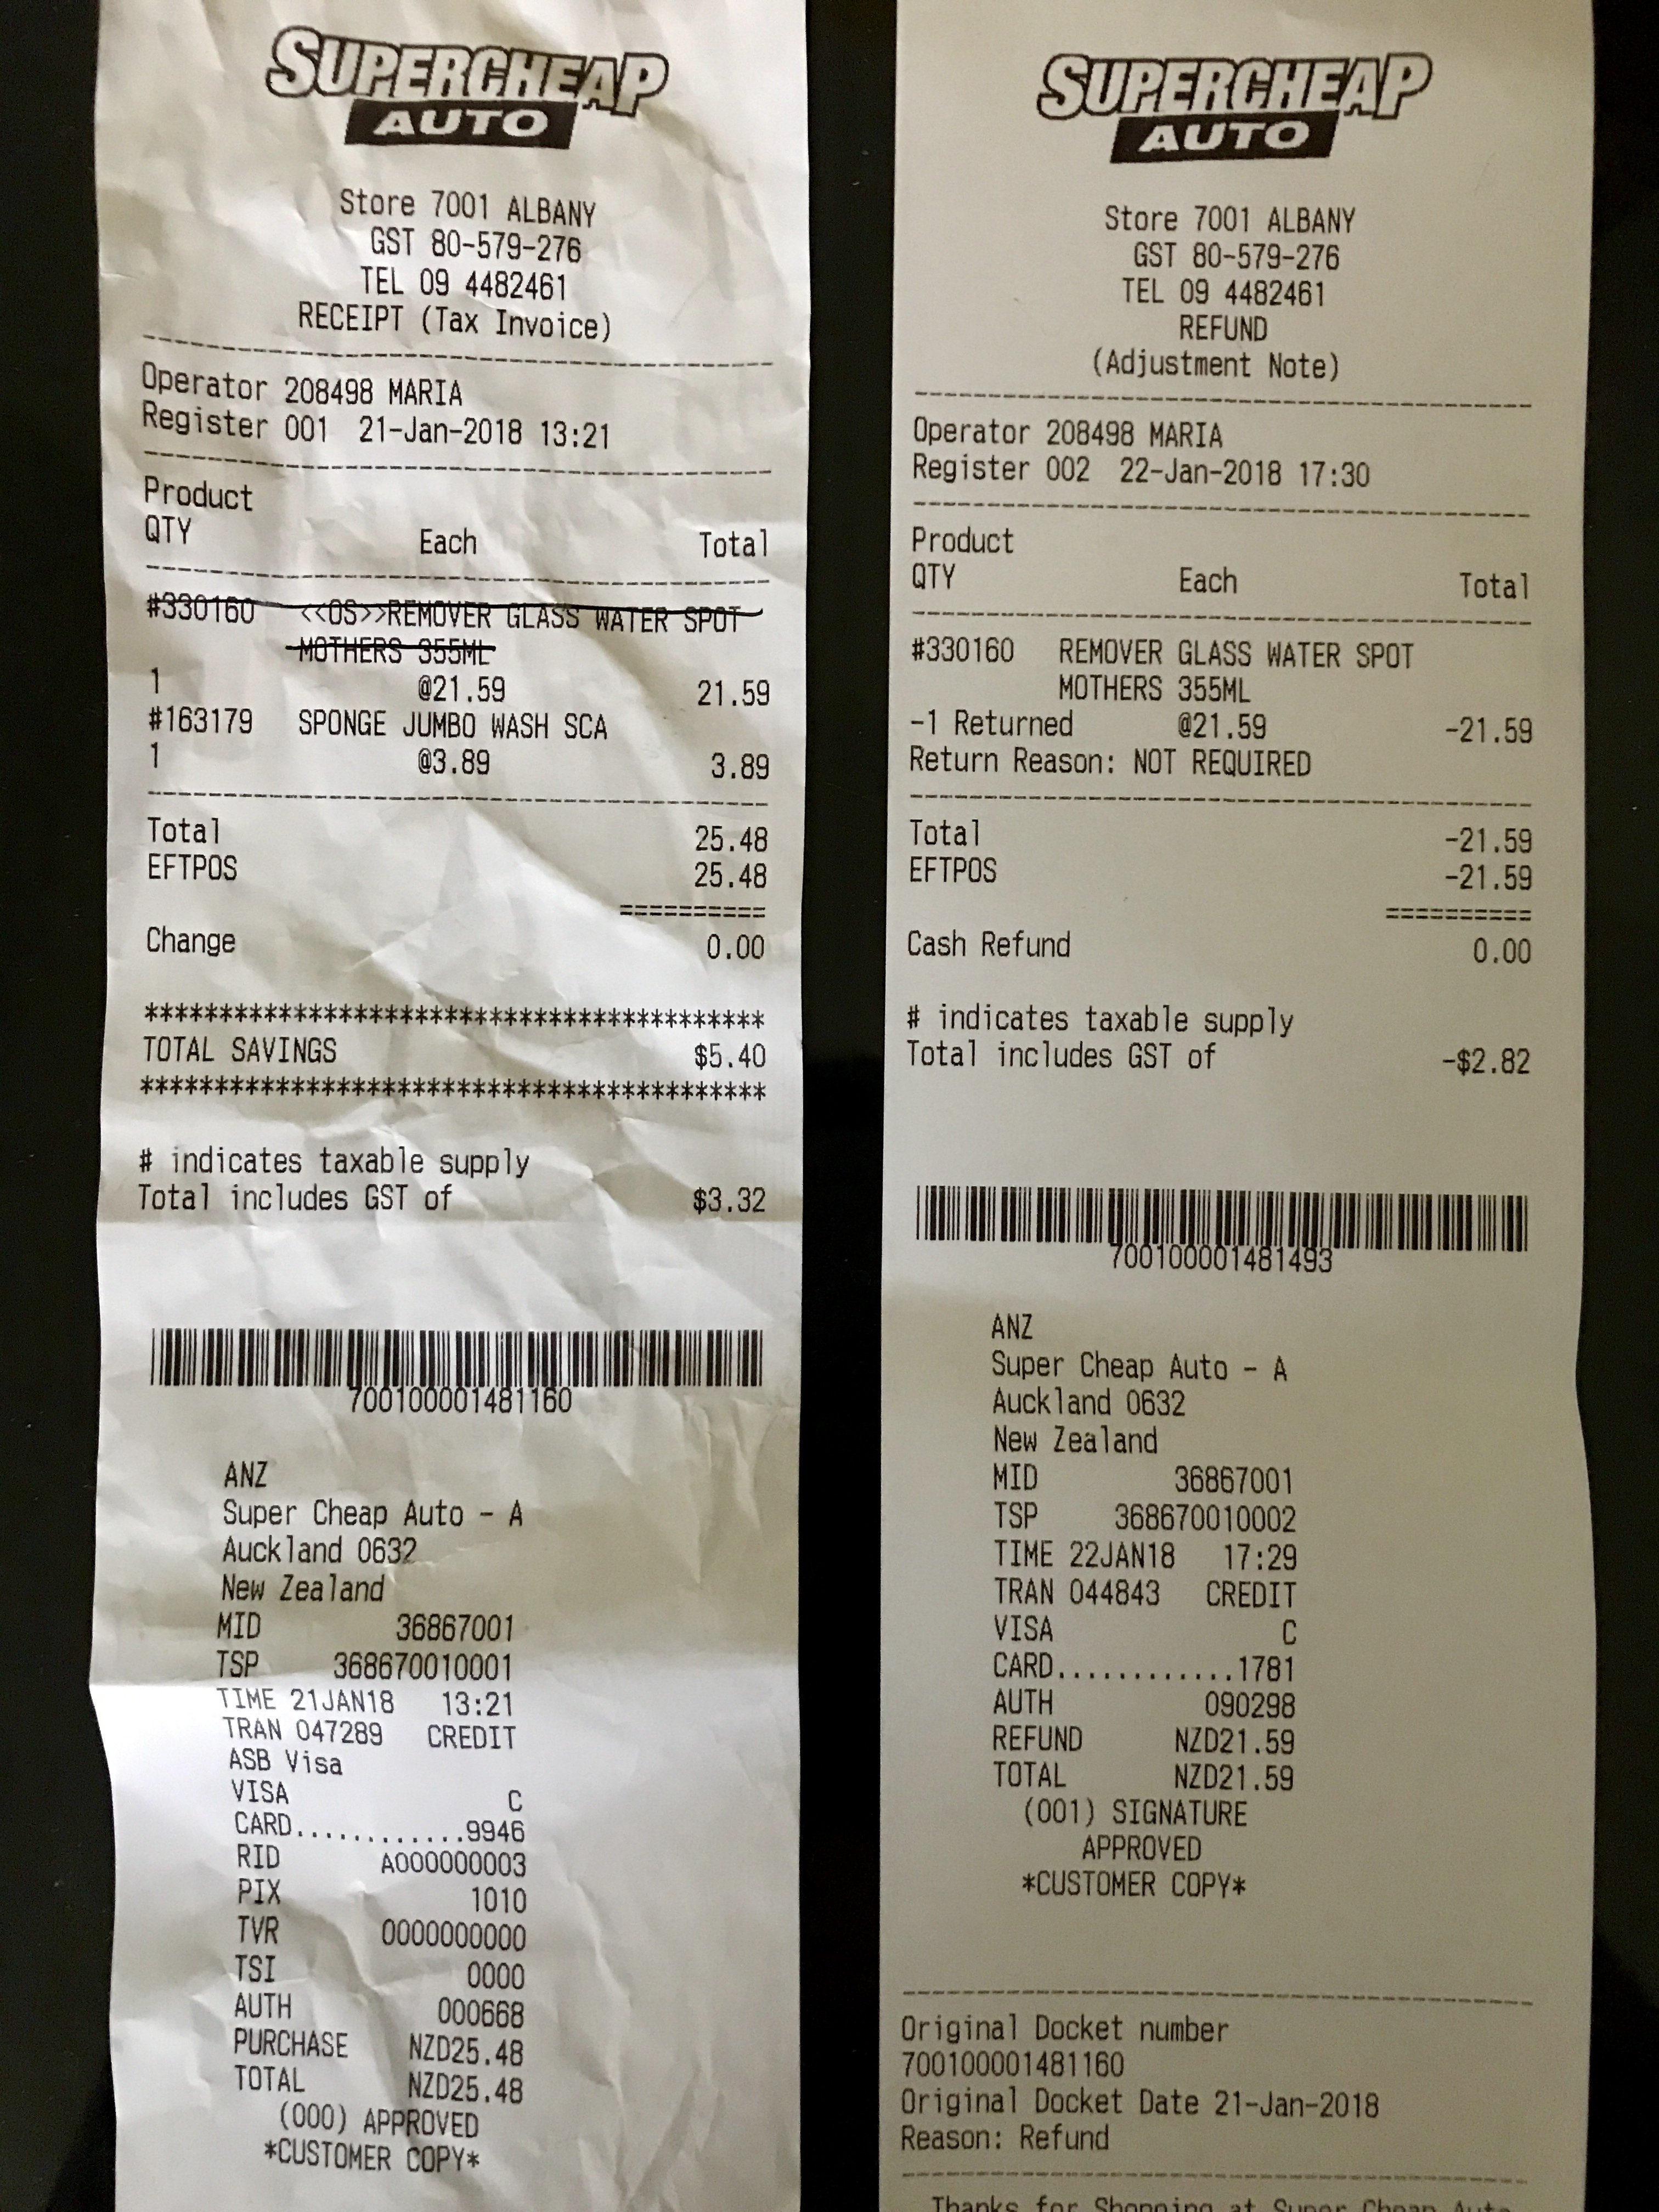 SUPERCHEAP
AUTO
Store 7001 ALBANY
GST 80-579-276
TEL 09 4482461
RECEIPT (Tax Invoice)
Operator 208498 MARIA
Register 001 21-Jan-2018 13:21
Product
QTY Each Total
#330160 <<OS>>REMOVER GLASS WATER SPOT
MOTHERS 355ML
1 @21.59 21.59
#163179 SPONGE JUMBO WASH SCA
1 @3.89 3.89
Total 25.48
EFTPOS 25.48
==========
Change 0.00
******************************************
TOTAL SAVINGS $5.40
******************************************
# indicates taxable supply
Total includes GST of $3.32
700100001481160
ANZ
Super Cheap Auto - A
Auckland 0632
New Zealand
MID 36867001
TSP 368670010001
TIME 21JAN18 13:21
TRAN 047289 CREDIT
ASB Visa
VISA C
CARD............9946
RID A000000003
PIX 1010
TVR 0000000000
TSI 0000
AUTH 000668
PURCHASE NZD25.48
TOTAL NZD25.48
(000) APPROVED
*CUSTOMER COPY*
SUPERCHEAP
AUTO
Store 7001 ALBANY
GST 80-579-276
TEL 09 4482461
REFUND
(Adjustment Note)
Operator 208498 MARIA
Register 002 22-Jan-2018 17:30
Product
QTY Each Total
#330160 REMOVER GLASS WATER SPOT
MOTHERS 355ML
-1 Returned @21.59 -21.59
Return Reason: NOT REQUIRED
Total -21.59
EFTPOS -21.59
==========
Cash Refund 0.00
# indicates taxable supply
Total includes GST of -$2.82
700100001481493
ANZ
Super Cheap Auto - A
Auckland 0632
New Zealand
MID 36867001
TSP 368670010002
TIME 22JAN18 17:29
TRAN 044843 CREDIT
VISA C
CARD............1781
AUTH 090298
REFUND NZD21.59
TOTAL NZD21.59
(001) SIGNATURE
APPROVED
*CUSTOMER COPY*
Original Docket number
700100001481160
Original Docket Date 21-Jan-2018
Reason: Refund
Thanks for Shopping at Super Cheap Auto